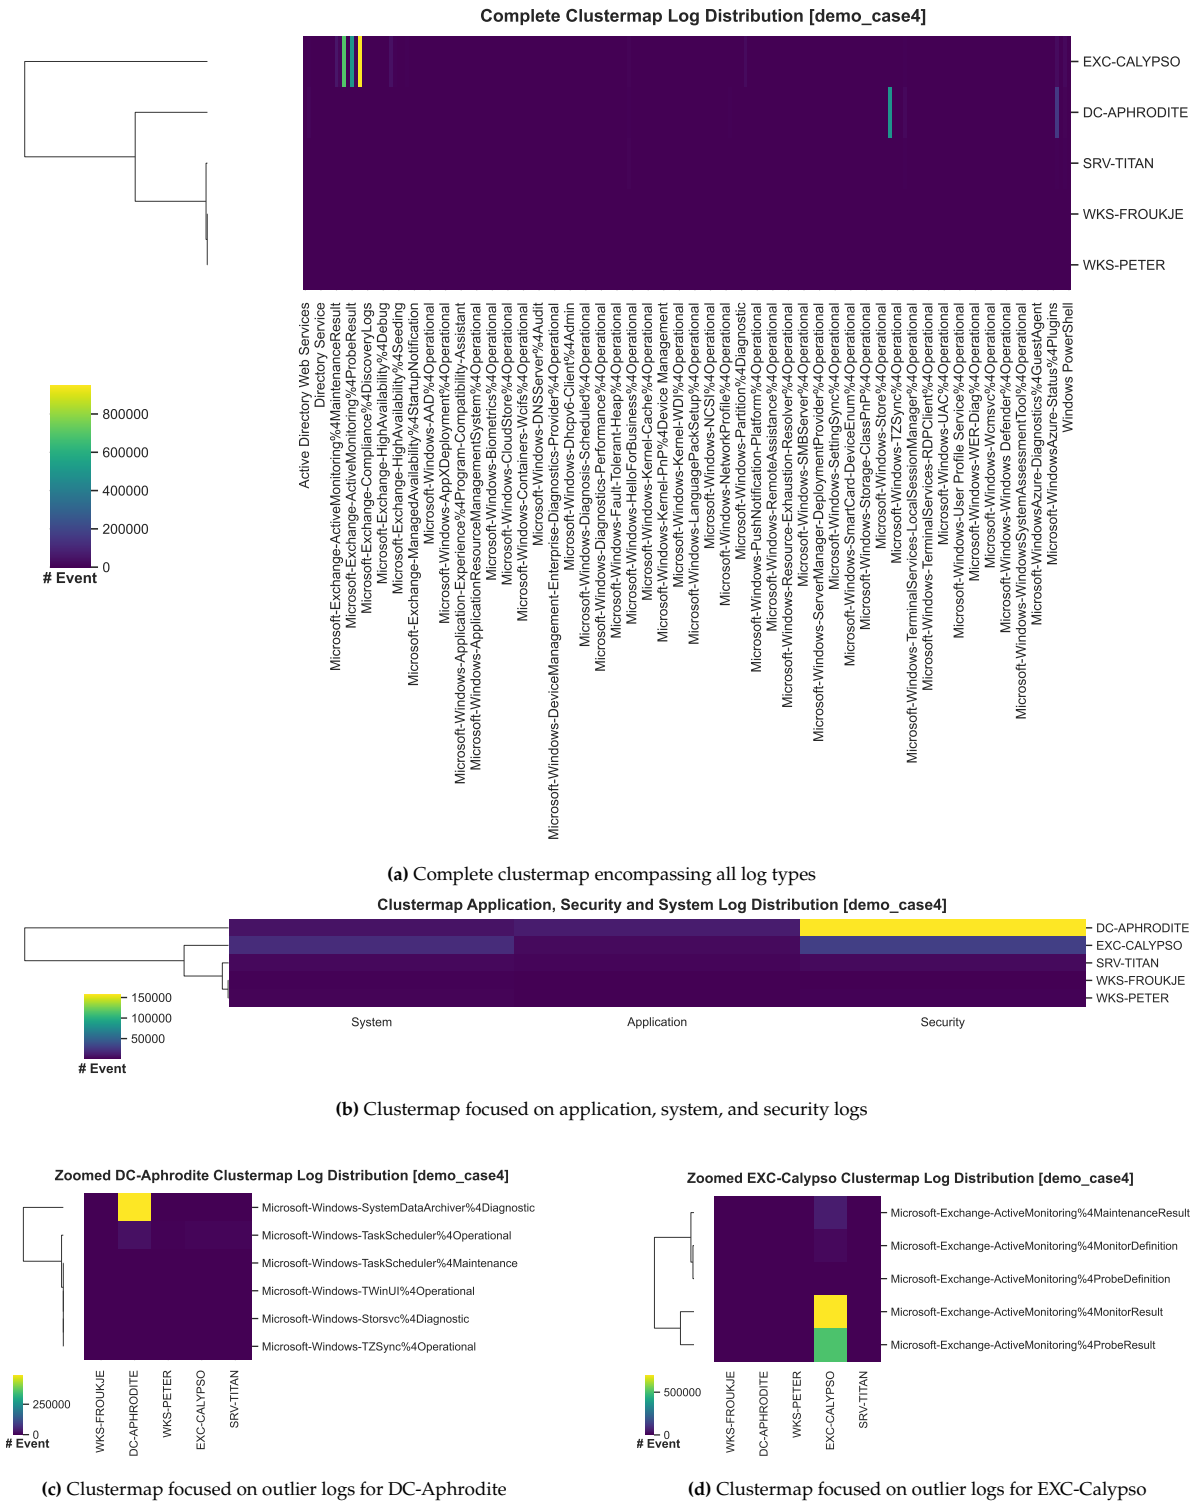 Complete Clustermap Log Distribution [demo_case4]
EXC-CALYPSO
DC-APHRODITE
SRV-TITAN
WKS-FROUKJE
WKS-PETER
Active Directory Web Services
Directory Service
Microsoft-Exchange-ActiveMonitoring%4MaintenanceResult
Microsoft-Exchange-ActiveMonitoring%4ProbeResult
Microsoft-Exchange-Compliance%4DiscoveryLogs
Microsoft-Exchange-HighAvailability%4Debug
Microsoft-Exchange-HighAvailability%4Seeding
Microsoft-Exchange-ManagedAvailability%4StartupNotification
Microsoft-Windows-AAD%4Operational
Microsoft-Windows-AppXDeployment%4Operational
Microsoft-Windows-Application-Experience%4Program-Compatibility-Assistant
Microsoft-Windows-ApplicationResourceManagementSystem%4Operational
Microsoft-Windows-Biometrics%4Operational
Microsoft-Windows-CloudStore%4Operational
Microsoft-Windows-Containers-Wcifs%4Operational
Microsoft-Windows-DNSServer%4Audit
Microsoft-Windows-DeviceManagement-Enterprise-Diagnostics-Provider%4Operational
Microsoft-Windows-Dhcpv6-Client%4Admin
Microsoft-Windows-Diagnosis-Scheduled%4Operational
Microsoft-Windows-Diagnostics-Performance%4Operational
Microsoft-Windows-Fault-Tolerant-Heap%4Operational
Microsoft-Windows-HelloForBusiness%4Operational
Microsoft-Windows-Kernel-Cache%4Operational
Microsoft-Windows-Kernel-PnP%4Device Management
Microsoft-Windows-Kernel-WDI%4Operational
Microsoft-Windows-LanguagePackSetup%4Operational
Microsoft-Windows-NCSI%4Operational
Microsoft-Windows-NetworkProfile%4Operational
Microsoft-Windows-Partition%4Diagnostic
Microsoft-Windows-PushNotification-Platform%4Operational
Microsoft-Windows-RemoteAssistance%4Operational
Microsoft-Windows-Resource-Exhaustion-Resolver%4Operational
Microsoft-Windows-SMBServer%4Operational
Microsoft-Windows-ServerManager-DeploymentProvider%4Operational
Microsoft-Windows-SettingSync%4Operational
Microsoft-Windows-SmartCard-DeviceEnum%4Operational
Microsoft-Windows-Storage-ClassPnP%4Operational
Microsoft-Windows-Store%4Operational
Microsoft-Windows-TZSync%4Operational
Microsoft-Windows-TerminalServices-LocalSessionManager%4Operational
Microsoft-Windows-TerminalServices-RDPClient%4Operational
Microsoft-Windows-UAC%4Operational
Microsoft-Windows-User Profile Service%4Operational
Microsoft-Windows-WER-Diag%4Operational
Microsoft-Windows-Wcmsvc%4Operational
Microsoft-Windows-Windows Defender%4Operational
Microsoft-Windows-WindowsSystemAssessmentTool%4Operational
Microsoft-WindowsAzure-Diagnostics%4GuestAgent
Microsoft-WindowsAzure-Status%4Plugins
Windows PowerShell
800000
600000
400000
200000
0
# Event
(a) Complete clustermap encompassing all log types
Clustermap Application, Security and System Log Distribution [demo_case4]
DC-APHRODITE
EXC-CALYPSO
SRV-TITAN
WKS-FROUKJE
WKS-PETER
150000
100000
50000
# Event
System
Application
Security
(b) Clustermap focused on application, system, and security logs
Zoomed DC-Aphrodite Clustermap Log Distribution [demo_case4]
Microsoft-Windows-SystemDataArchiver%4Diagnostic
Microsoft-Windows-TaskScheduler%4Operational
Microsoft-Windows-TaskScheduler%4Maintenance
Microsoft-Windows-TWinUI%4Operational
Microsoft-Windows-Storsvc%4Diagnostic
Microsoft-Windows-TZSync%4Operational
WKS-FROUKJE
DC-APHRODITE
WKS-PETER
EXC-CALYPSO
SRV-TITAN
250000
0
# Event
(c) Clustermap focused on outlier logs for DC-Aphrodite
Zoomed EXC-Calypso Clustermap Log Distribution [demo_case4]
Microsoft-Exchange-ActiveMonitoring%4MaintenanceResult
Microsoft-Exchange-ActiveMonitoring%4MonitorDefinition
Microsoft-Exchange-ActiveMonitoring%4ProbeDefinition
Microsoft-Exchange-ActiveMonitoring%4MonitorResult
Microsoft-Exchange-ActiveMonitoring%4ProbeResult
WKS-FROUKJE
DC-APHRODITE
WKS-PETER
EXC-CALYPSO
SRV-TITAN
500000
0
# Event
(d) Clustermap focused on outlier logs for EXC-Calypso